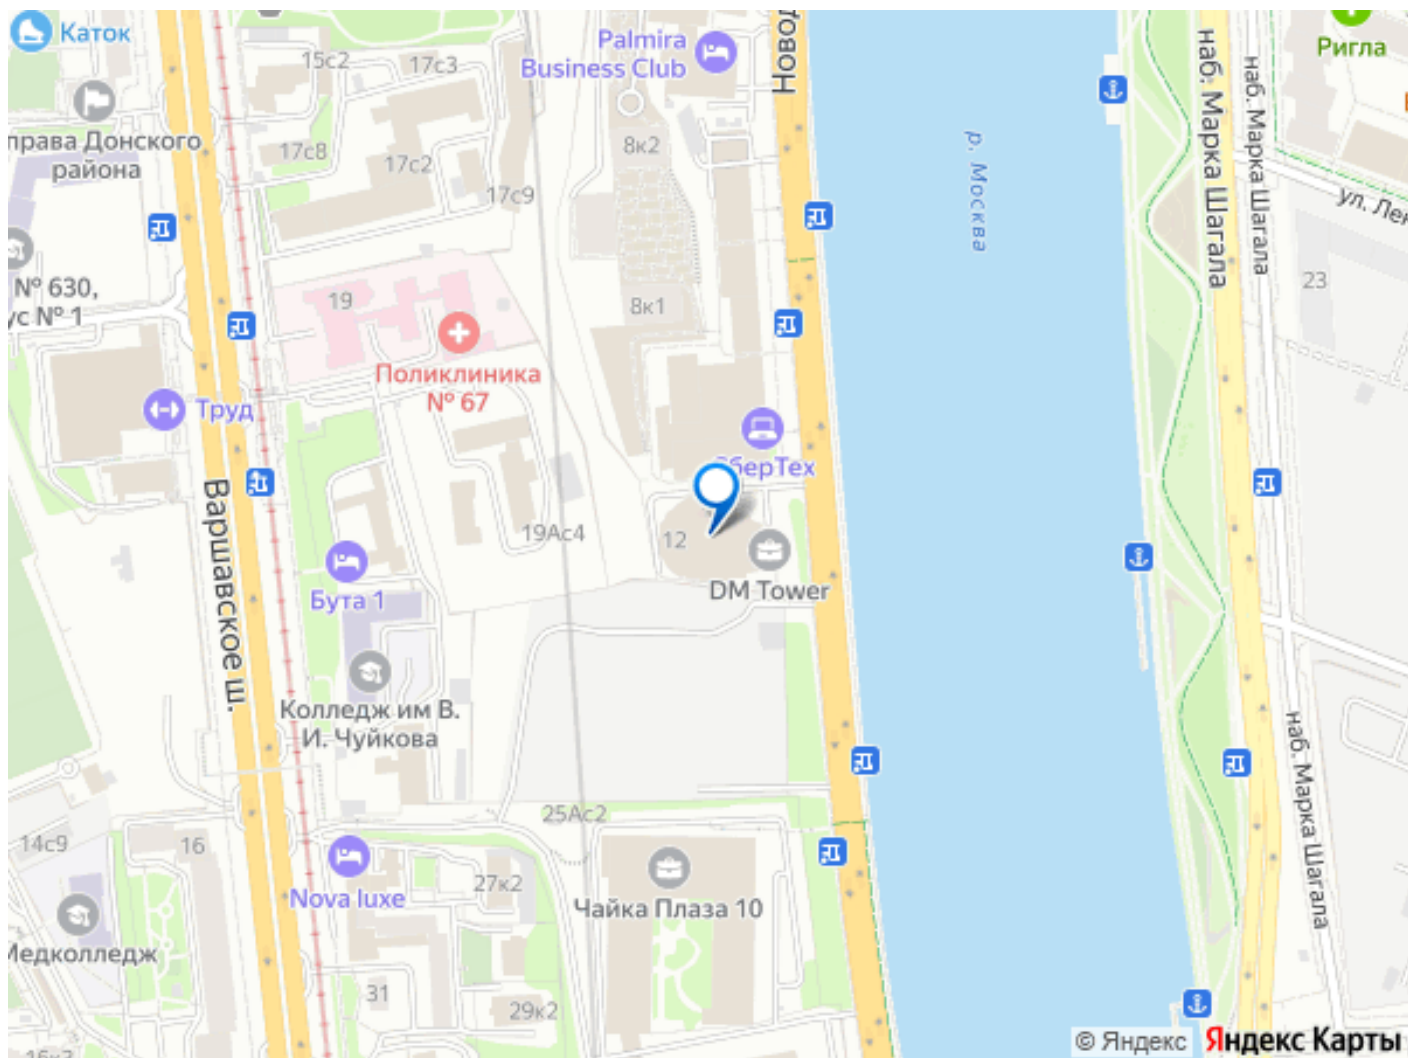 Каток
Palmira
Business Club
Новод
наб. Марка Шагала
наб. Марка Шагала
Ригла
15с2
17с3
права Донского
района
17с8
17с2
17с9
8к2
р. Москва
ул. Лен
№ 630,
ус № 1
19
8к1
23
Поликлиника
№ 67
Труд
берТех
Варшавское ш.
19Ас4
12
DM Tower
Бута 1
Колледж им В.
И. Чуйкова
наб. Марка Шагала
25Ас2
14с9
16
Nova luxe
27к2
Чайка Плаза 10
Медколледж
31
29к2
© Яндекс
Яндекс Карты